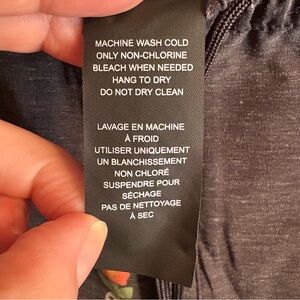 MACHINE WASH COLD
ONLY NON-CHLORINE
BLEACH WHEN NEEDED
HANG TO DRY
DO NOT DRY CLEAN
LAVAGE EN MACHINE
À FROID
UTILISER UNIQUEMENT
UN BLANCHISSEMENT
NON CHLORÉ
SUSPENDRE POUR
SÉCHAGE
PAS DE NETTOYAGE
À SEC